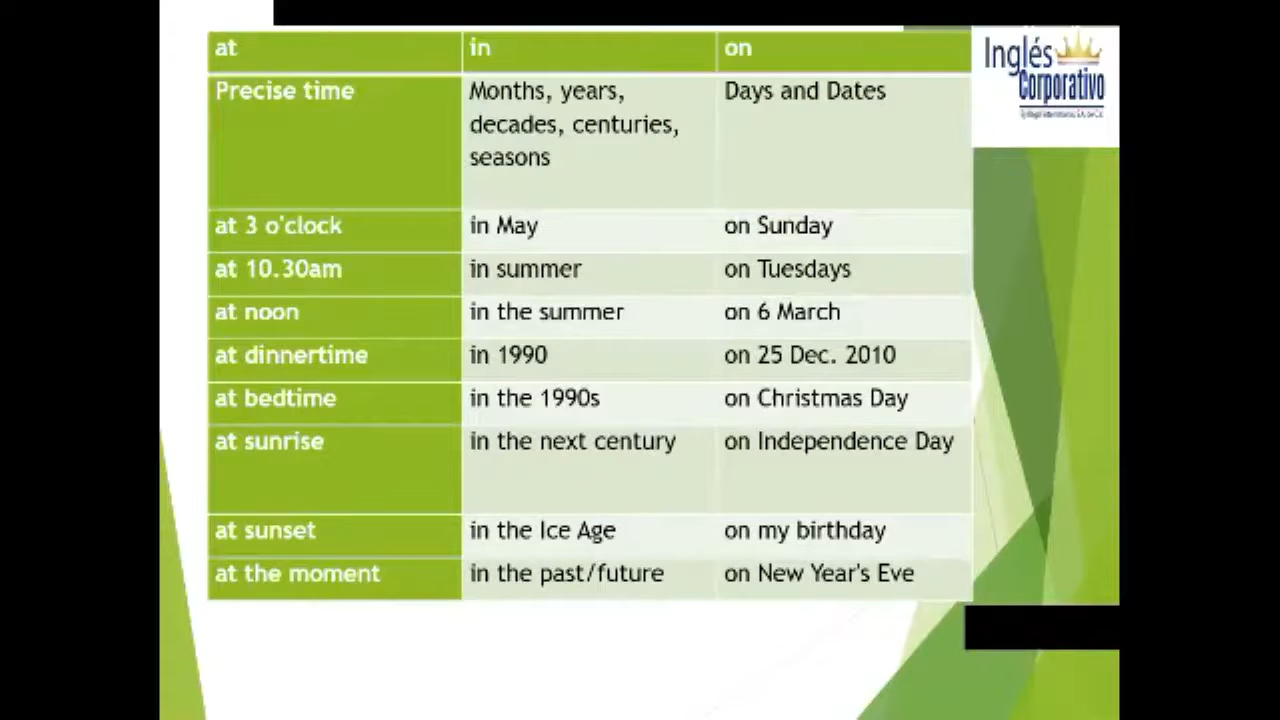 at in on
Precise time Months, years, Days and Dates
decades, centuries,
seasons
at 3 o'clock in May on Sunday
at 10.30am in summer on Tuesdays
at noon in the summer on 6 March
at dinnertime in 1990 on 25 Dec. 2010
at bedtime in the 1990s on Christmas Day
at sunrise in the next century on Independence Day
at sunset in the Ice Age on my birthday
at the moment in the past/future on New Year's Eve
Inglés
Corporativo